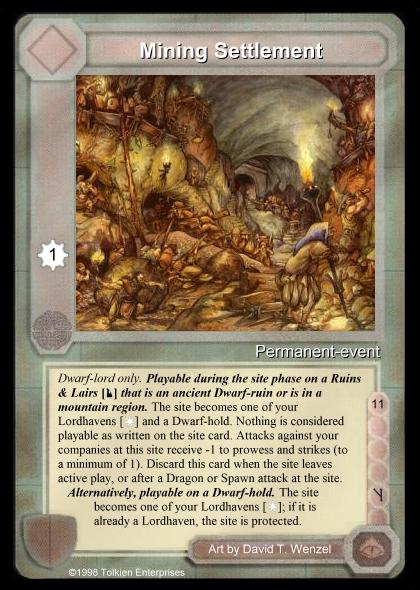 Mining Settlement
1
Permanent-event
Dwarf-lord only. Playable during the site phase on a Ruins
& Lairs [] that is an ancient Dwarf-ruin or is in a
mountain region. The site becomes one of your
Lordhavens [] and a Dwarf-hold. Nothing is considered
playable as written on the site card. Attacks against your
companies at this site receive -1 to prowess and strikes (to
a minimum of 1). Discard this card when the site leaves
active play, or after a Dragon or Spawn attack at the site.
Alternatively, playable on a Dwarf-hold. The site
becomes one of your Lordhavens []; if it is
already a Lordhaven, the site is protected.
11
Art by David T. Wenzel
©1998 Tolkien Enterprises